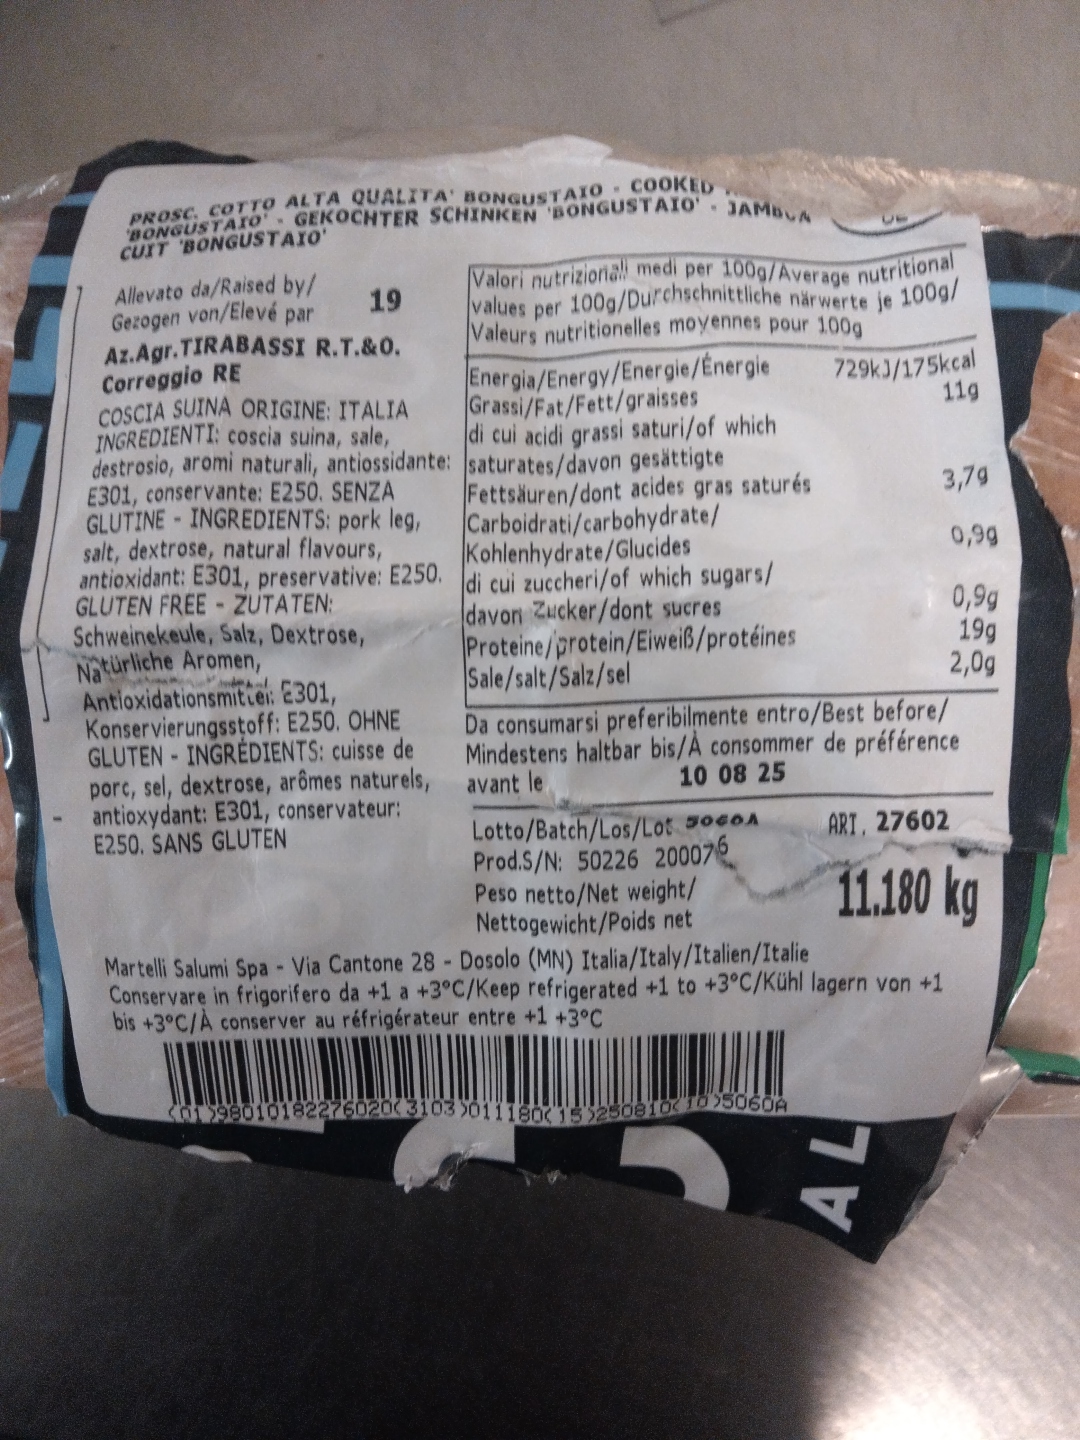 PROSC. COTTO ALTA QUALITA' BONGUSTAIO - COOKED
'BONGUSTAIO' - GEKOCHTER SCHINKEN 'BONGUSTAIO' -
CUIT 'BONGUSTAIO'
Allevato da/Raised by/
Gezogen von/Elevé par
19
Az.Agr.TIRABASSI R.T.&O.
Correggio RE
COSCIA SUINA ORIGINE: ITALIA
INGREDIENTI: coscia suina, sale,
destrosio, aromi naturali, antiossidante:
E301, conservante: E250. SENZA
GLUTINE - INGREDIENTS: pork leg,
salt, dextrose, natural flavours,
antioxidant: E301, preservative: E250.
GLUTEN FREE - ZUTATEN:
Schweinekeule, Salz, Dextrose,
Natürliche Aromen,
Antioxidationsmittel: E301,
Konservierungsstoff: E250. OHNE
GLUTEN - INGRÉDIENTS: cuisse de
porc, sel, dextrose, arômes naturels,
antioxydant: E301, conservateur:
E250. SANS GLUTEN
Valori nutrizionali medi per 100g/Average nutritional
values per 100g/Durchschnittliche närwerte je 100g/
Valeurs nutritionelles moyennes pour 100g
Energia/Energy/Energie/Énergie 729kJ/175kcal
Grassi/Fat/Fett/graisses 11g
di cui acidi grassi saturi/of which
saturates/davon gesättigte
Fettsäuren/dont acides gras saturés 3,7g
Carboidrati/carbohydrate/
Kohlenhydrate/Glucides 0,9g
di cui zuccheri/of which sugars/
davon Zucker/dont sucres 0,9g
Proteine/protein/Eiweiß/protéines 19g
Sale/salt/Salz/sel 2,0g
Da consumarsi preferibilmente entro/Best before/
Mindestens haltbar bis/À consommer de préférence
avant le 10 08 25
Lotto/Batch/Los/Lot 5060A ART. 27602
Prod.S/N: 50226 200076
Peso netto/Net weight/
Nettogewicht/Poids net
11.180 kg
Martelli Salumi Spa - Via Cantone 28 - Dosolo (MN) Italia/Italy/Italien/Italie
Conservare in frigorifero da +1 a +3°C/Keep refrigerated +1 to +3°C/Kühl lagern von +1
bis +3°C/À conserver au réfrigérateur entre +1 +3°C
(01)98010182276020(3103)011180(15)250810(10)5060A
AL